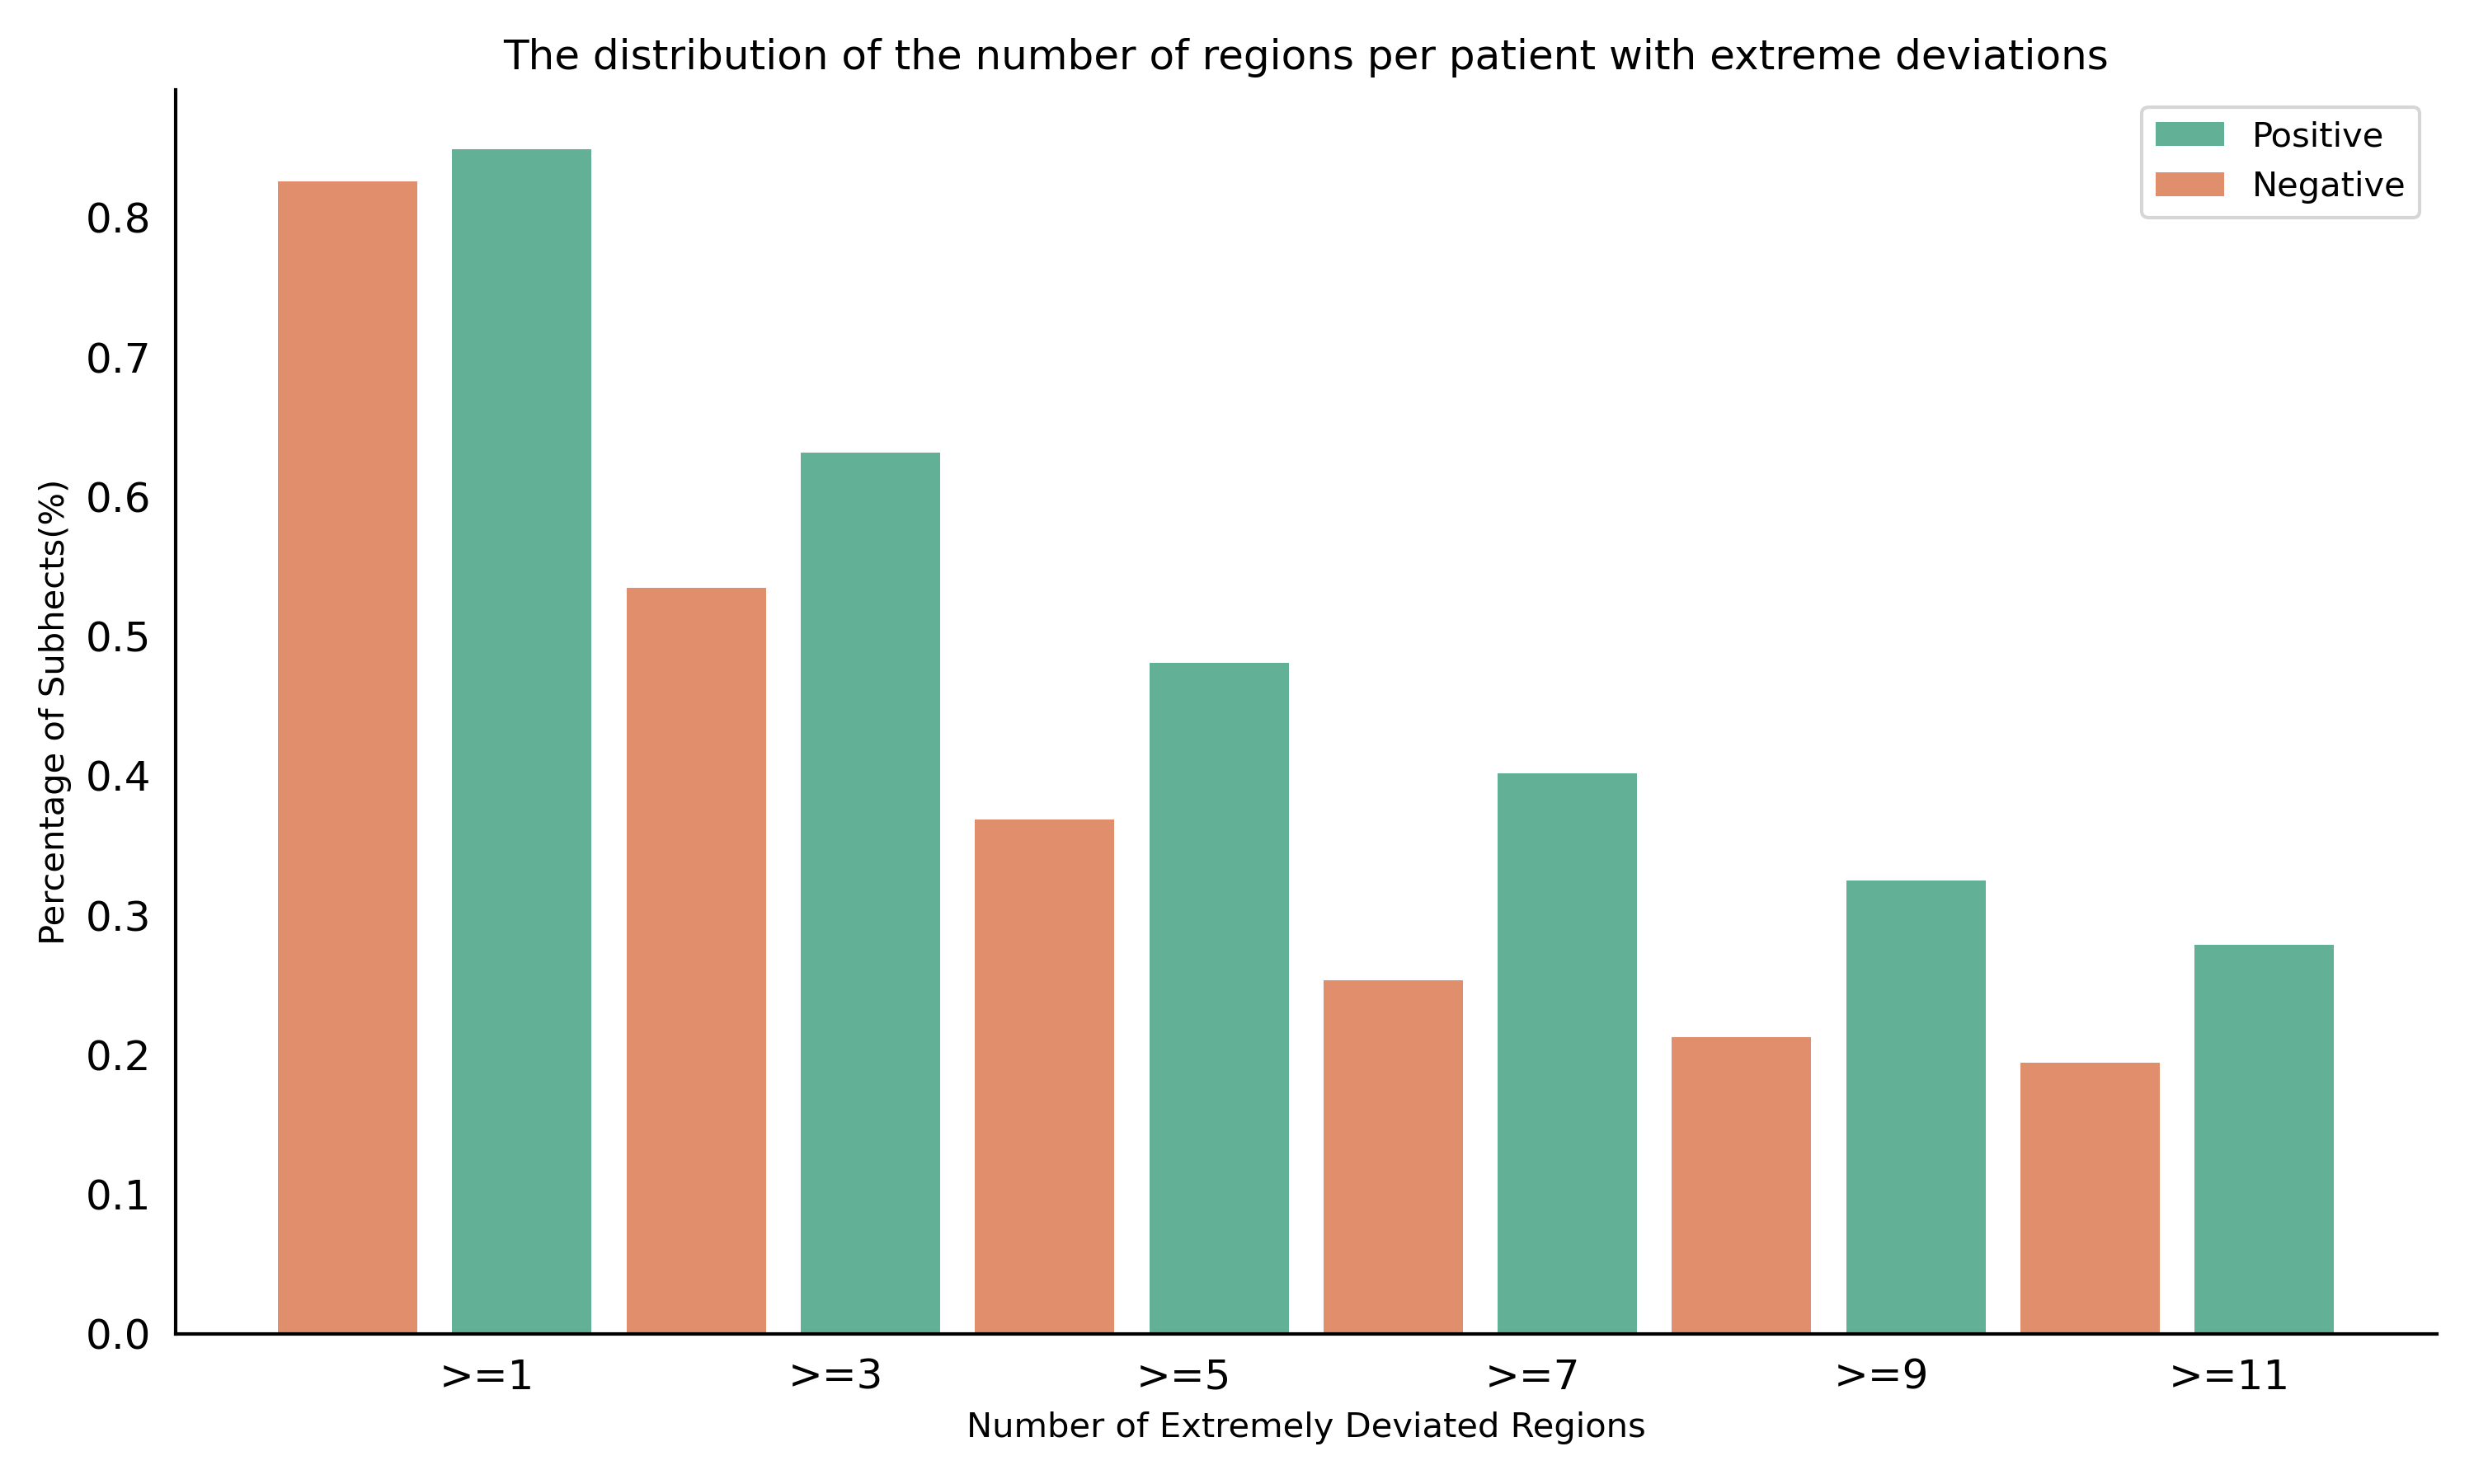 The distribution of the number of regions per patient with extreme deviations
Positive
Negative
Percentage of Subhects(%)
0.8
0.7
0.6
0.5
0.4
0.3
0.2
0.1
0.0
>=1 >=3 >=5 >=7 >=9 >=11
Number of Extremely Deviated Regions